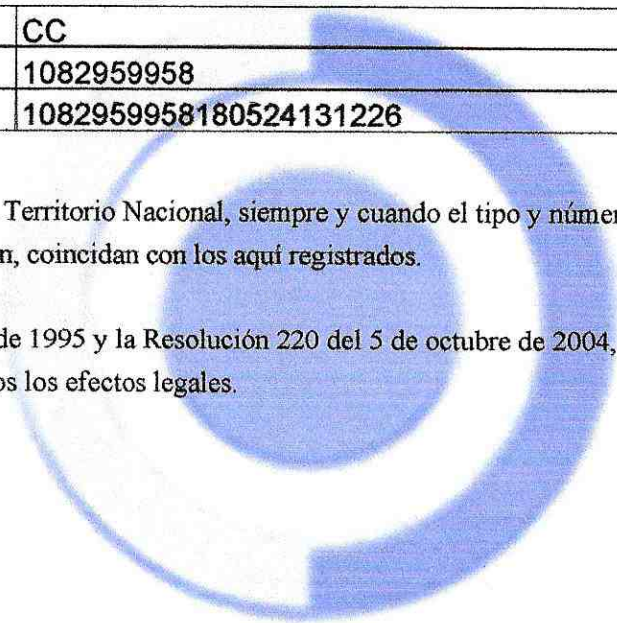 CC
1082959958
1082959958180524131226
Territorio Nacional, siempre y cuando el tipo y númer
n, coincidan con los aquí registrados.
de 1995 y la Resolución 220 del 5 de octubre de 2004,
os los efectos legales.